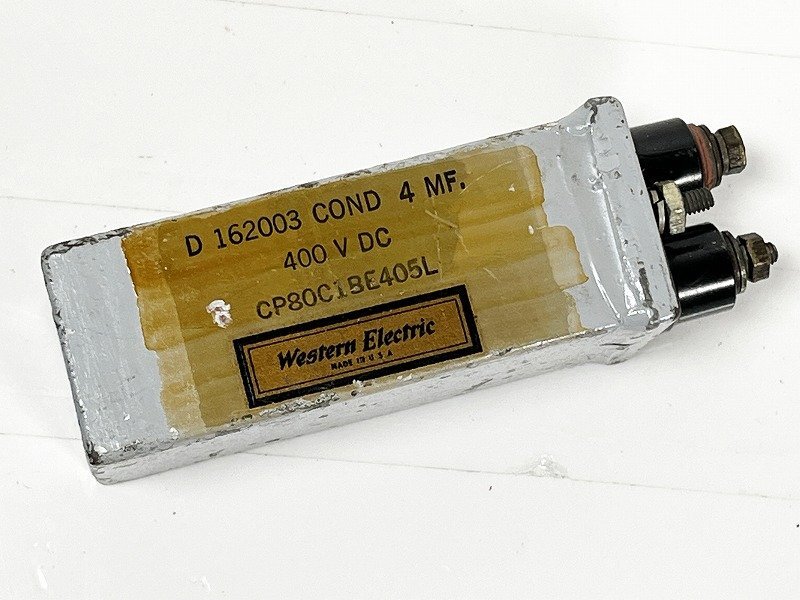 D 162003 COND 4 MF.
400 V DC
CP80C1BE405L
Western Electric
MADE IN U S A